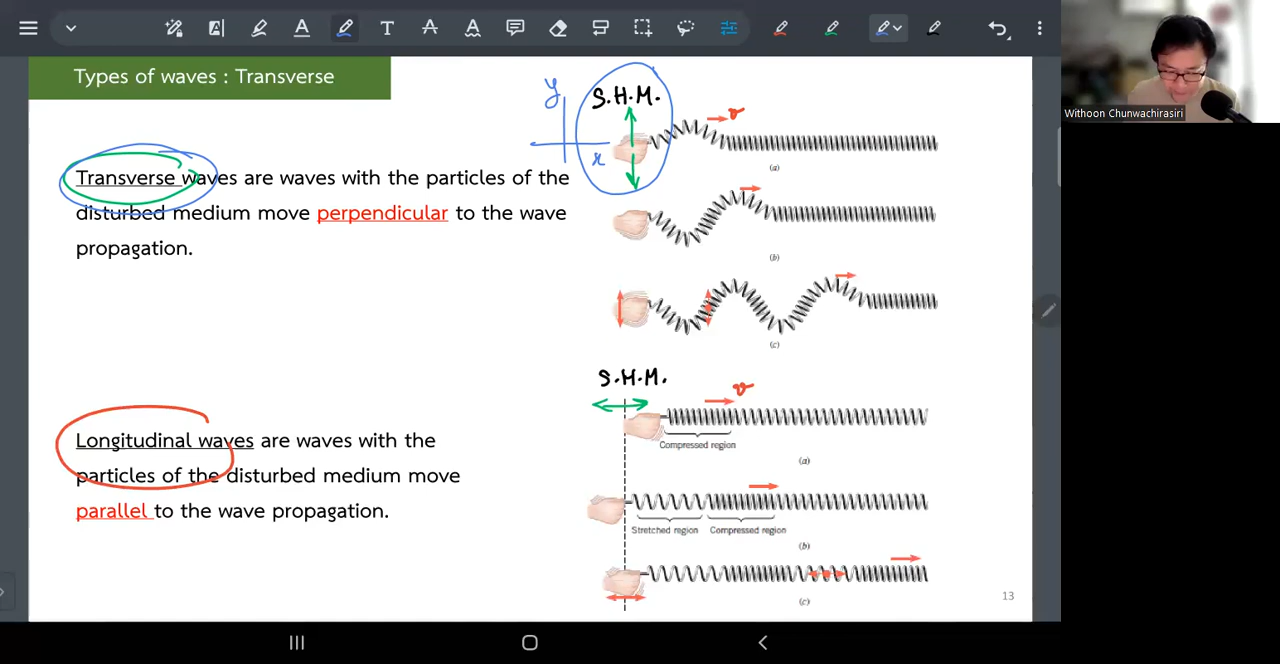 Types of waves : Transverse
Transverse waves are waves with the particles of the
disturbed medium move perpendicular to the wave
propagation.
y
x
S.H.M.
v
(a)
(b)
(c)
Longitudinal waves are waves with the
particles of the disturbed medium move
parallel to the wave propagation.
S.H.M.
v
Compressed region
(a)
Stretched region
Compressed region
(b)
(c)
13
Withoon Chunwachirasiri